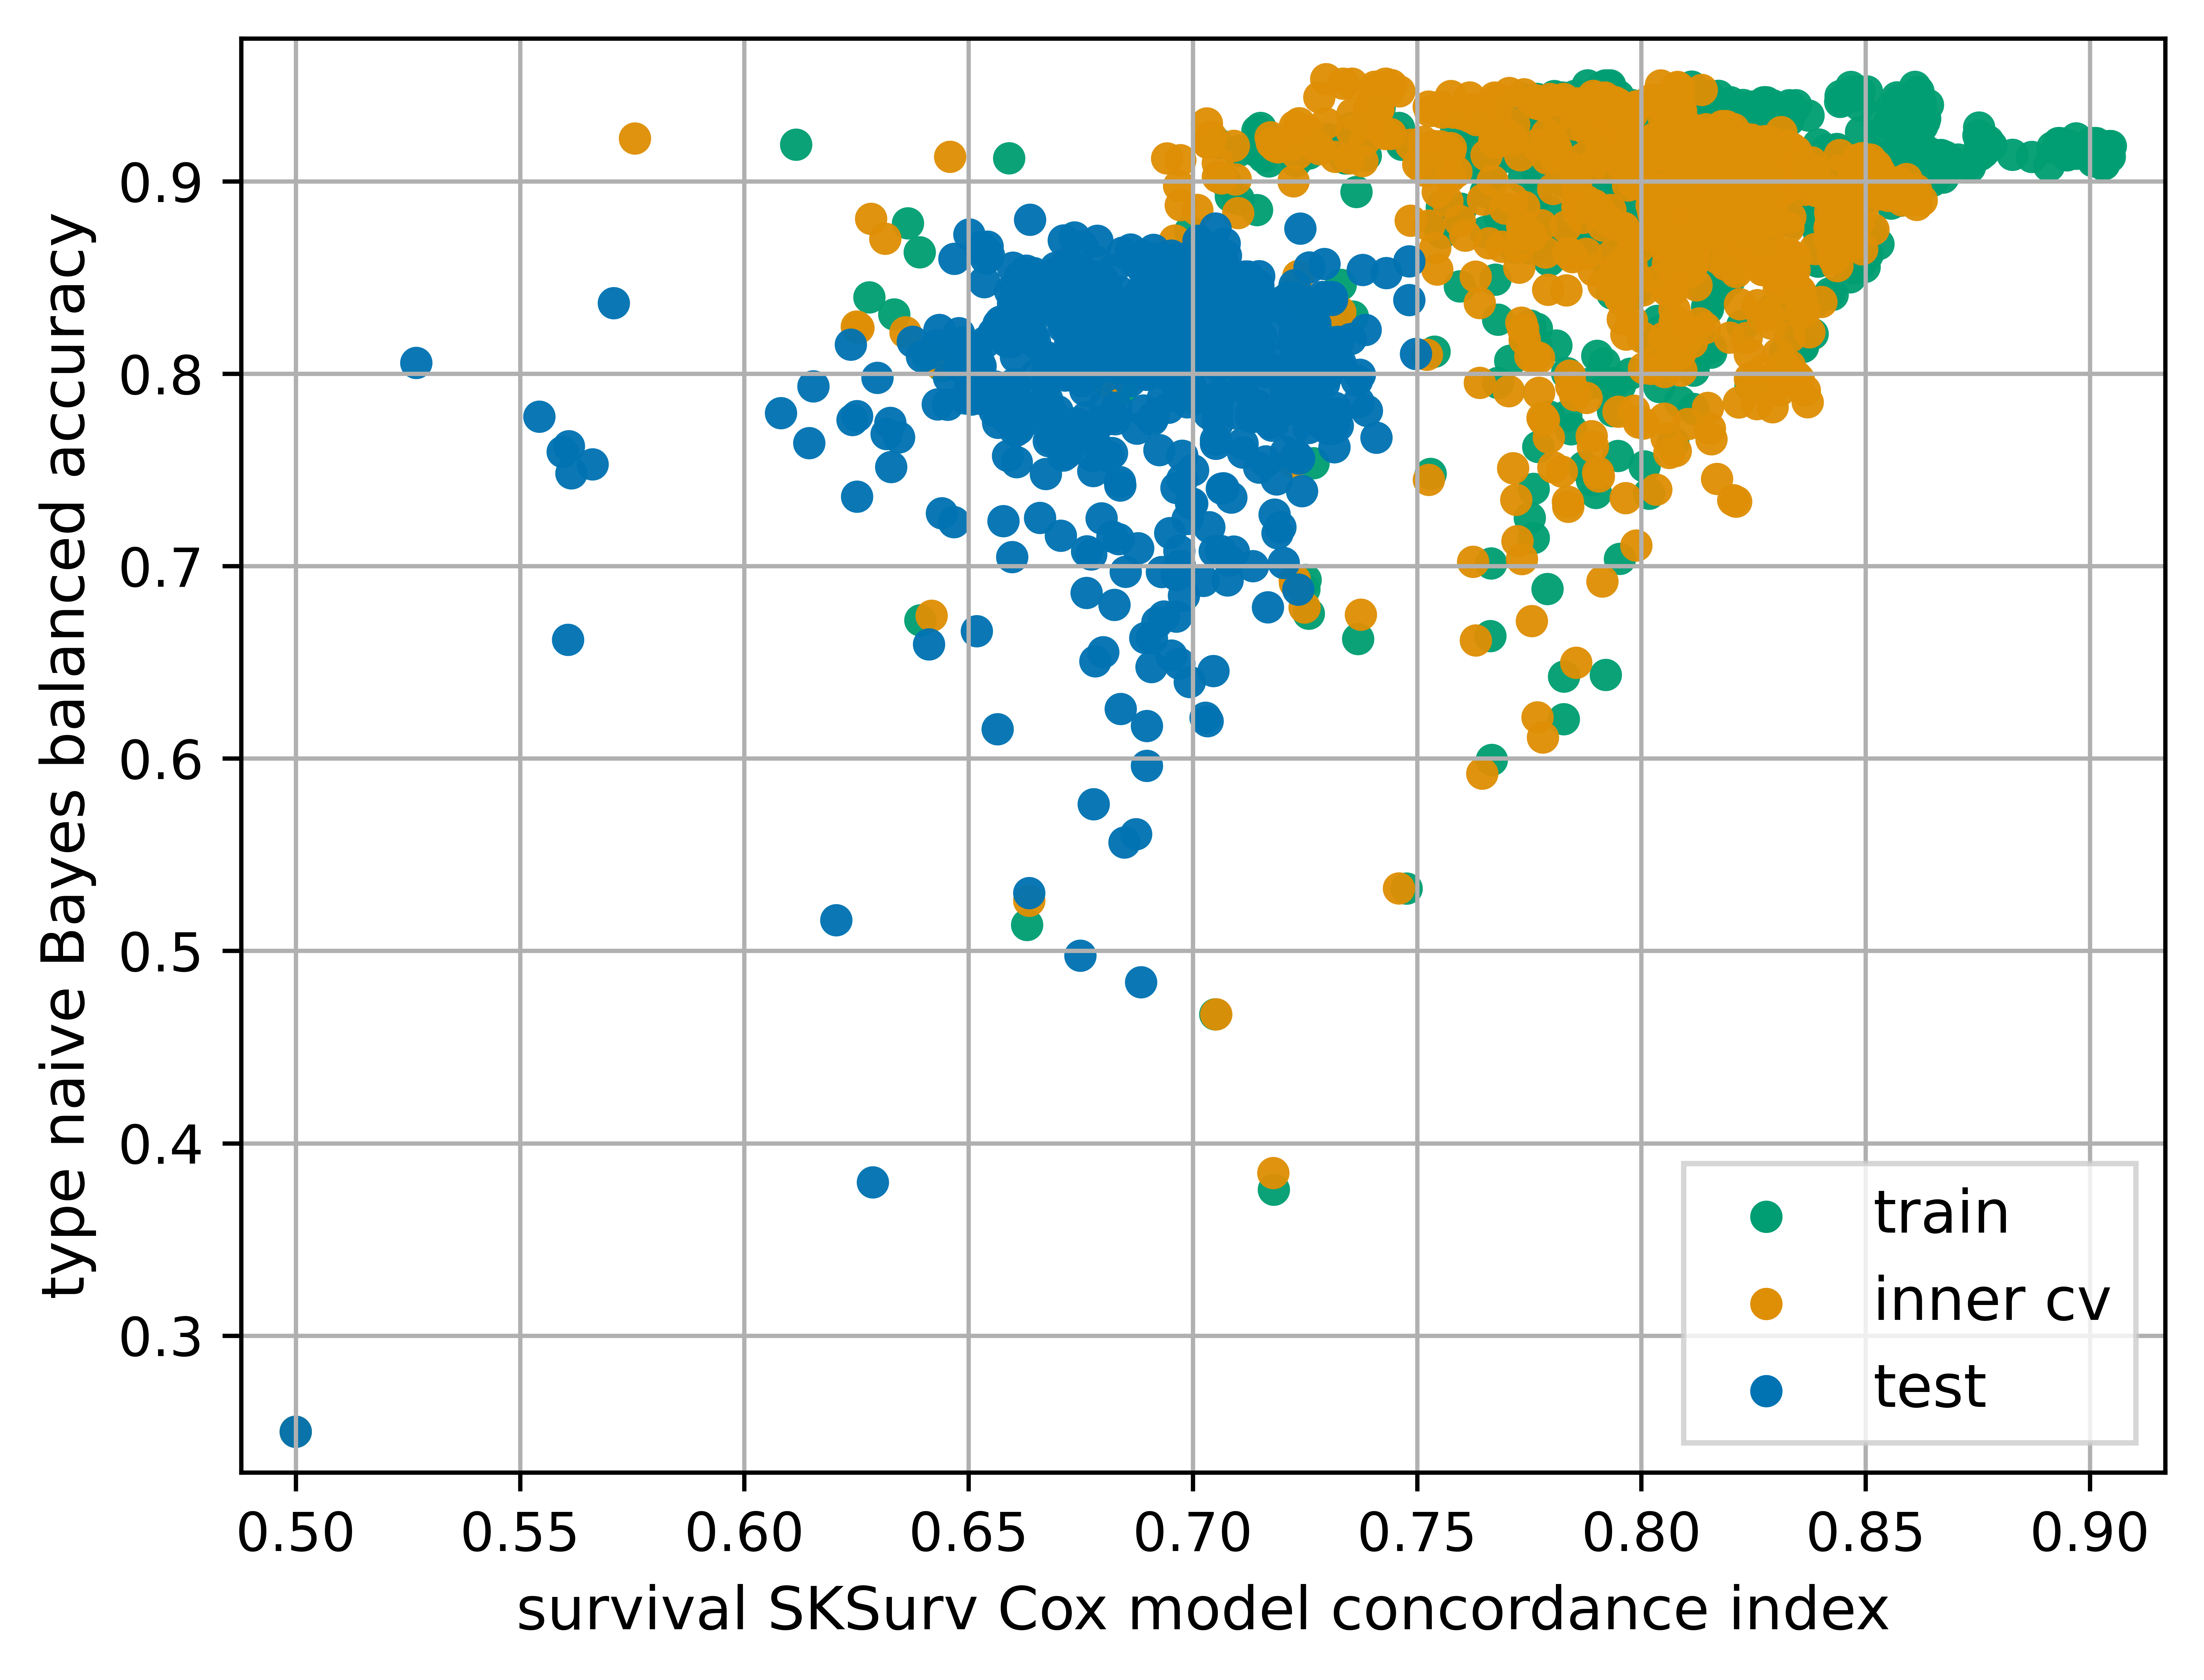 type naive Bayes balanced accuracy
0.9
0.8
0.7
0.6
0.5
0.4
0.3
train
inner cv
test
0.50 0.55 0.60 0.65 0.70 0.75 0.80 0.85 0.90
survival SKSurv Cox model concordance index